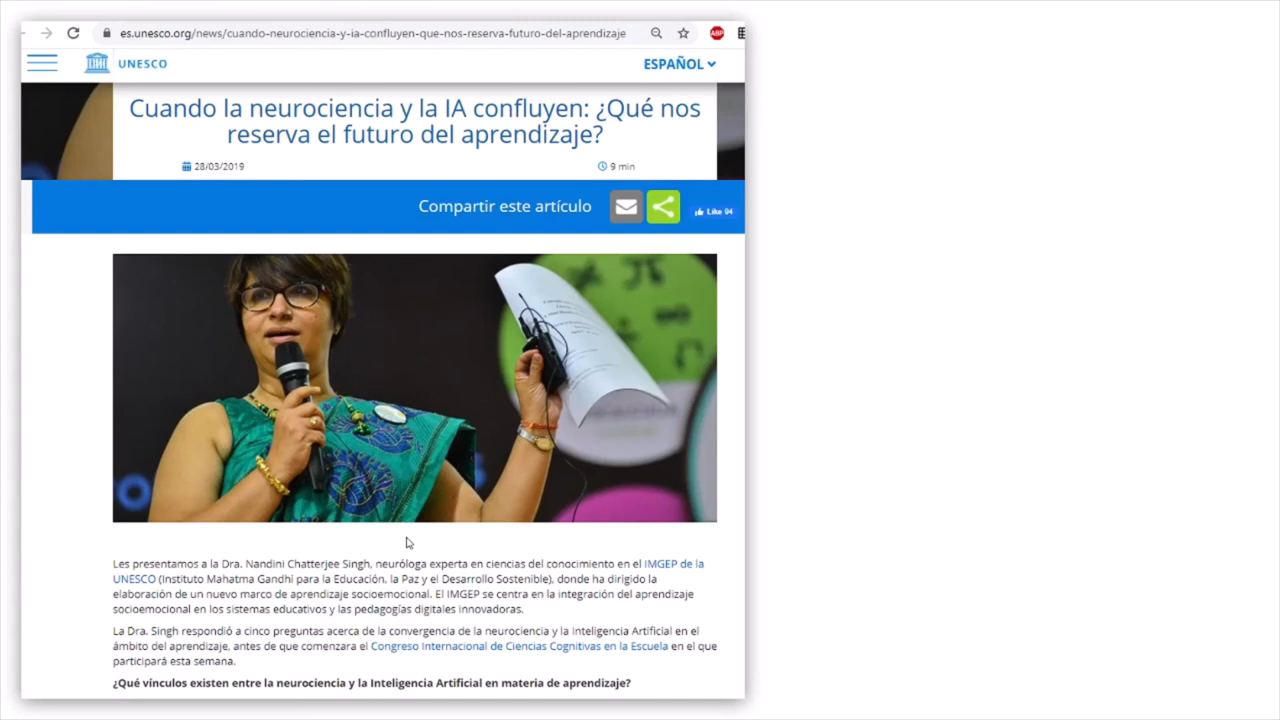 es.unesco.org/news/cuando-neurociencia-y-ia-confluyen-que-nos-reserva-futuro-del-aprendizaje
ABP
UNESCO
ESPAÑOL
Cuando la neurociencia y la IA confluyen: ¿Qué nos
reserva el futuro del aprendizaje?
28/03/2019
9 min
Compartir este artículo
Like 94
Les presentamos a la Dra. Nandini Chatterjee Singh, neuróloga experta en ciencias del conocimiento en el IMGEP de la
UNESCO (Instituto Mahatma Gandhi para la Educación, la Paz y el Desarrollo Sostenible), donde ha dirigido la
elaboración de un nuevo marco de aprendizaje socioemocional. El IMGEP se centra en la integración del aprendizaje
socioemocional en los sistemas educativos y las pedagogías digitales innovadoras.
La Dra. Singh respondió a cinco preguntas acerca de la convergencia de la neurociencia y la Inteligencia Artificial en el
ámbito del aprendizaje, antes de que comenzara el Congreso Internacional de Ciencias Cognitivas en la Escuela en el que
participará esta semana.
¿Qué vínculos existen entre la neurociencia y la Inteligencia Artificial en materia de aprendizaje?